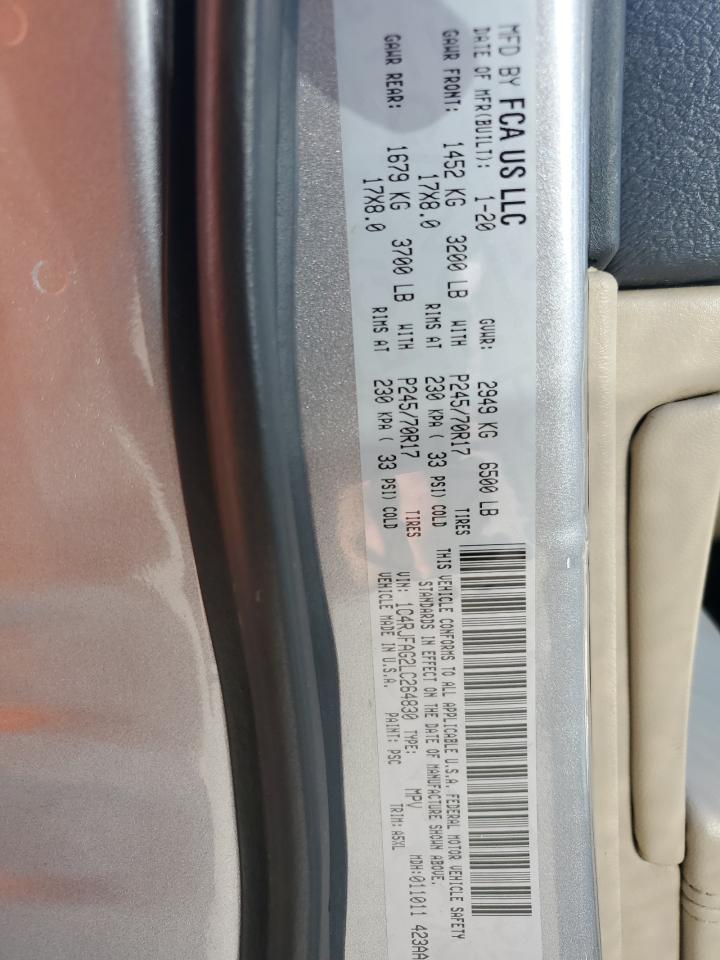 MFD BY FCA US LLC
DATE OF MFR(BUILT): 1-20 GVWR: 2949 KG 6500 LB
GAWR FRONT: 1452 KG 3200 LB WITH P245/70R17 TIRES
17X8.0 RIMS AT 230 KPA ( 33 PSI) COLD
GAWR REAR: 1679 KG 3700 LB WITH P245/70R17 TIRES
17X8.0 RIMS AT 230 KPA ( 33 PSI) COLD
THIS VEHICLE CONFORMS TO ALL APPLICABLE U.S.A. FEDERAL MOTOR VEHICLE SAFETY
STANDARDS IN EFFECT ON THE DATE OF MANUFACTURE SHOWN ABOVE.
VIN: 1C4RJFAG2LC264830 TYPE: MPV MDH:011011 423AA
VEHICLE MADE IN U.S.A. PAINT: PSC TRIM: A5XL